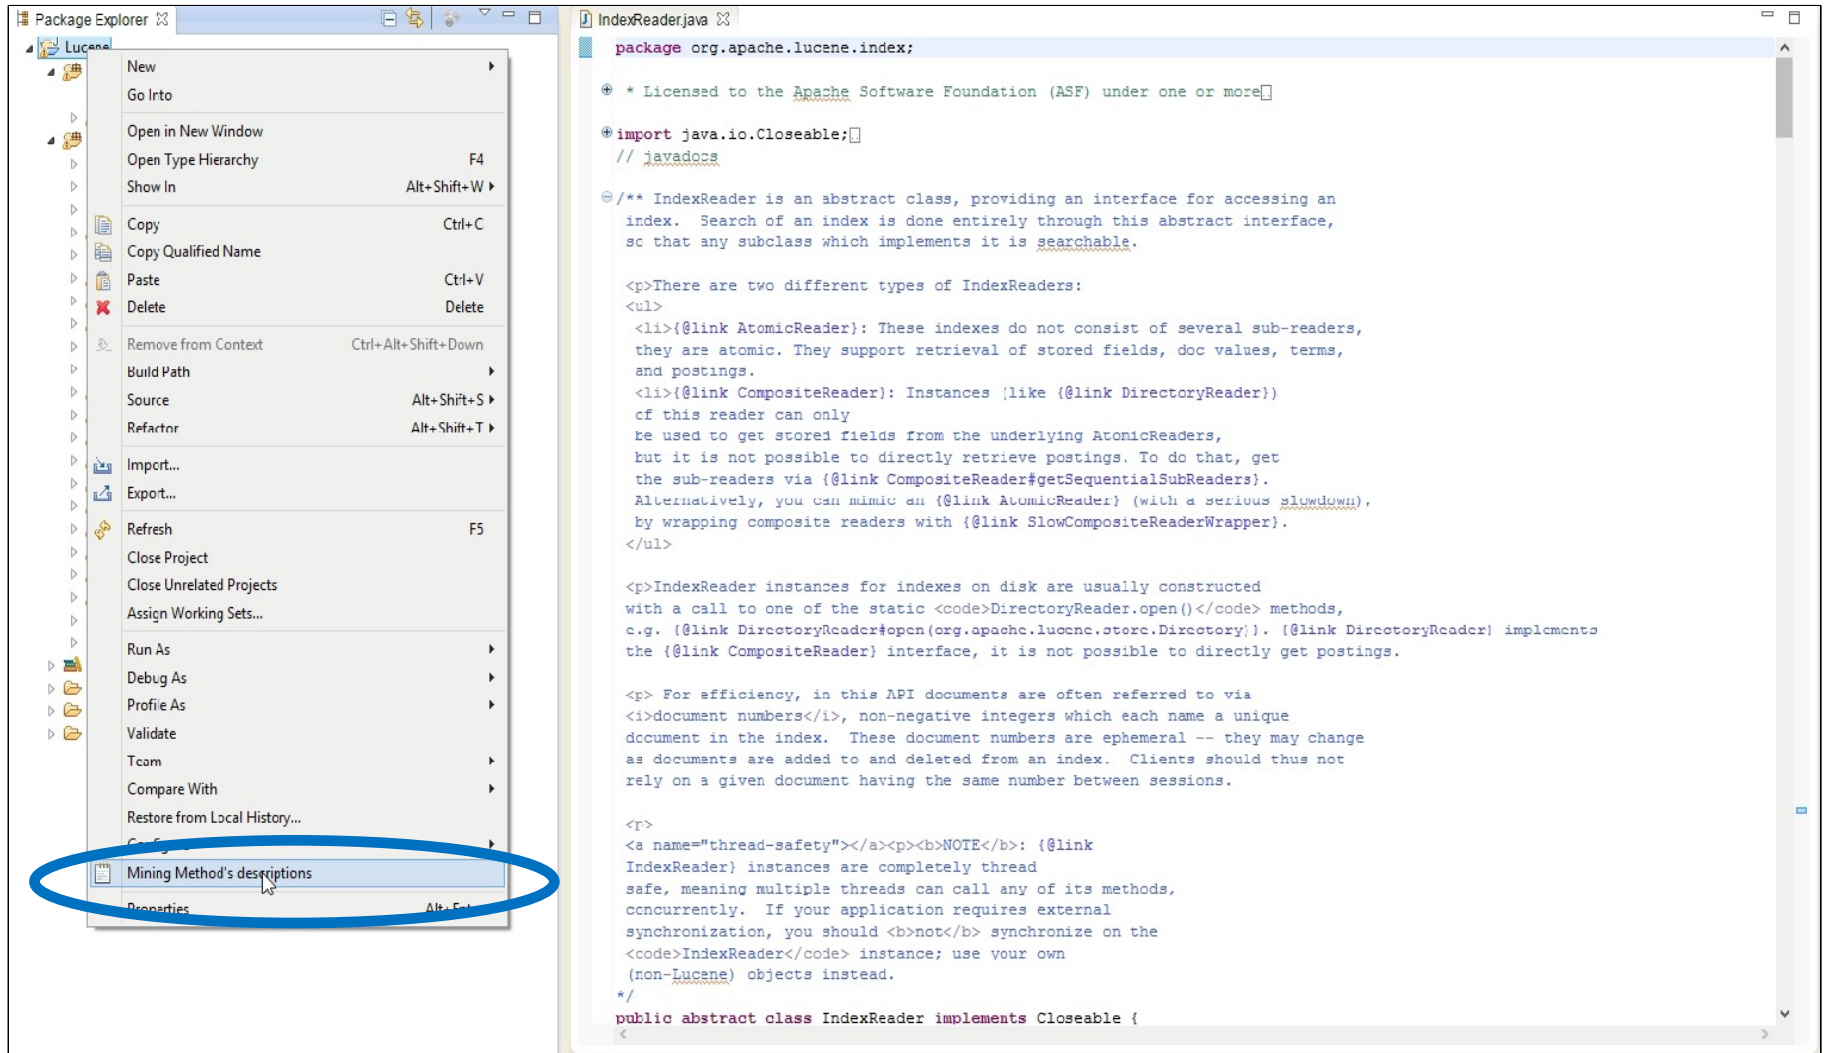 Package Explorer
Lucene
New
Go Into
Open in New Window
Open Type Hierarchy F4
Show In Alt+Shift+W
Copy Ctrl+C
Copy Qualified Name
Paste Ctrl+V
Delete Delete
Remove from Context Ctrl+Alt+Shift+Down
Build Path
Source Alt+Shift+S
Refactor Alt+Shift+T
Import...
Export...
Refresh F5
Close Project
Close Unrelated Projects
Assign Working Sets...
Run As
Debug As
Profile As
Validate
Team
Compare With
Restore from Local History...
Mining Method's descriptions
Properties
IndexReader.java
package org.apache.lucene.index;
* Licensed to the Apache Software Foundation (ASF) under one or more
import java.io.Closeable;
// javadocs
/** IndexReader is an abstract class, providing an interface for accessing an
index.  Search of an index is done entirely through this abstract interface,
so that any subclass which implements it is searchable.
<p>There are two different types of IndexReaders:
<ul>
<li>{@link AtomicReader}: These indexes do not consist of several sub-readers,
they are atomic. They support retrieval of stored fields, doc values, terms,
and postings.
<li>{@link CompositeReader}: Instances (like {@link DirectoryReader})
of this reader can only
be used to get stored fields from the underlying AtomicReaders,
but it is not possible to directly retrieve postings. To do that, get
the sub-readers via {@link CompositeReader#getSequentialSubReaders}.
Alternatively, you can mimic an {@link AtomicReader} (with a serious slowdown),
by wrapping composite readers with {@link SlowCompositeReaderWrapper}.
</ul>
<p>IndexReader instances for indexes on disk are usually constructed
with a call to one of the static <code>DirectoryReader.open()</code> methods,
e.g. {@link DirectoryReader#open(org.apache.lucene.store.Directory)}. {@link DirectoryReader} implements
the {@link CompositeReader} interface, it is not possible to directly get postings.
<p> For efficiency, in this API documents are often referred to via
<i>document numbers</i>, non-negative integers which each name a unique
document in the index.  These document numbers are ephemeral -- they may change
as documents are added to and deleted from an index.  Clients should thus not
rely on a given document having the same number between sessions.
<p>
<a name="thread-safety"></a><p><b>NOTE</b>: {@link
IndexReader} instances are completely thread
safe, meaning multiple threads can call any of its methods,
concurrently.  If your application requires external
synchronization, you should <b>not</b> synchronize on the
<code>IndexReader</code> instance; use your own
(non-Lucene) objects instead.
*/
public abstract class IndexReader implements Closeable {